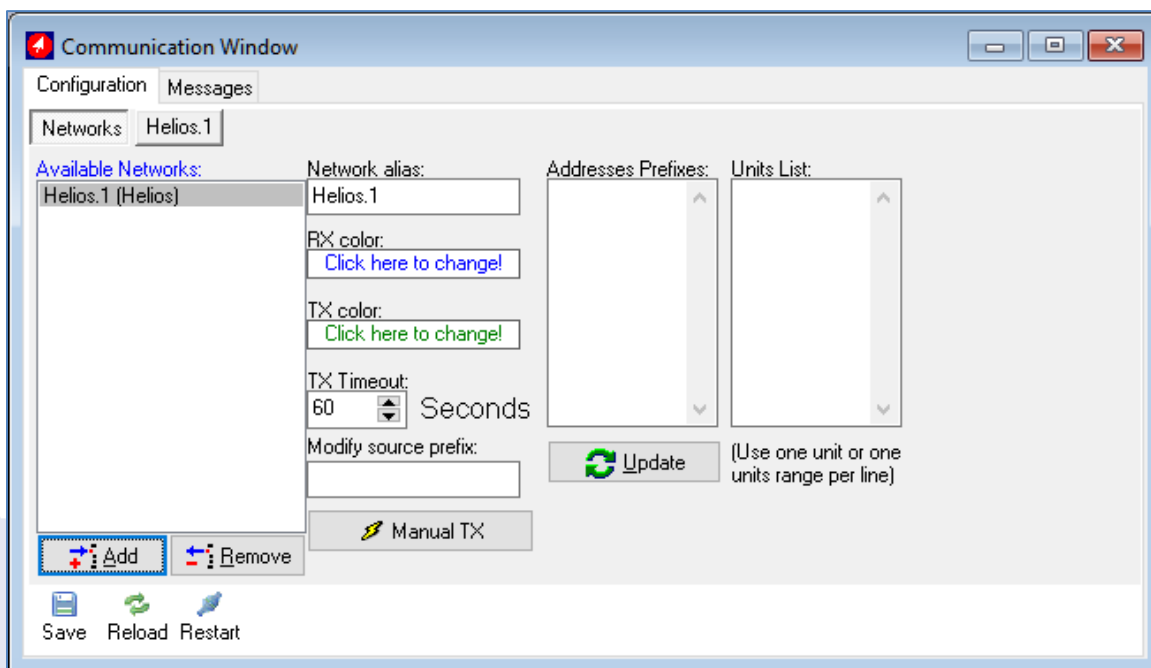 Communication Window
Configuration Messages
Networks Helios.1
Available Networks: Network alias: Addresses Prefixes: Units List:
Helios.1 (Helios) Helios.1
RX color:
Click here to change!
TX color:
Click here to change!
TX Timeout:
60 Seconds
Modify source prefix:
Update
(Use one unit or one
units range per line)
Manual TX
Add Remove
Save Reload Restart